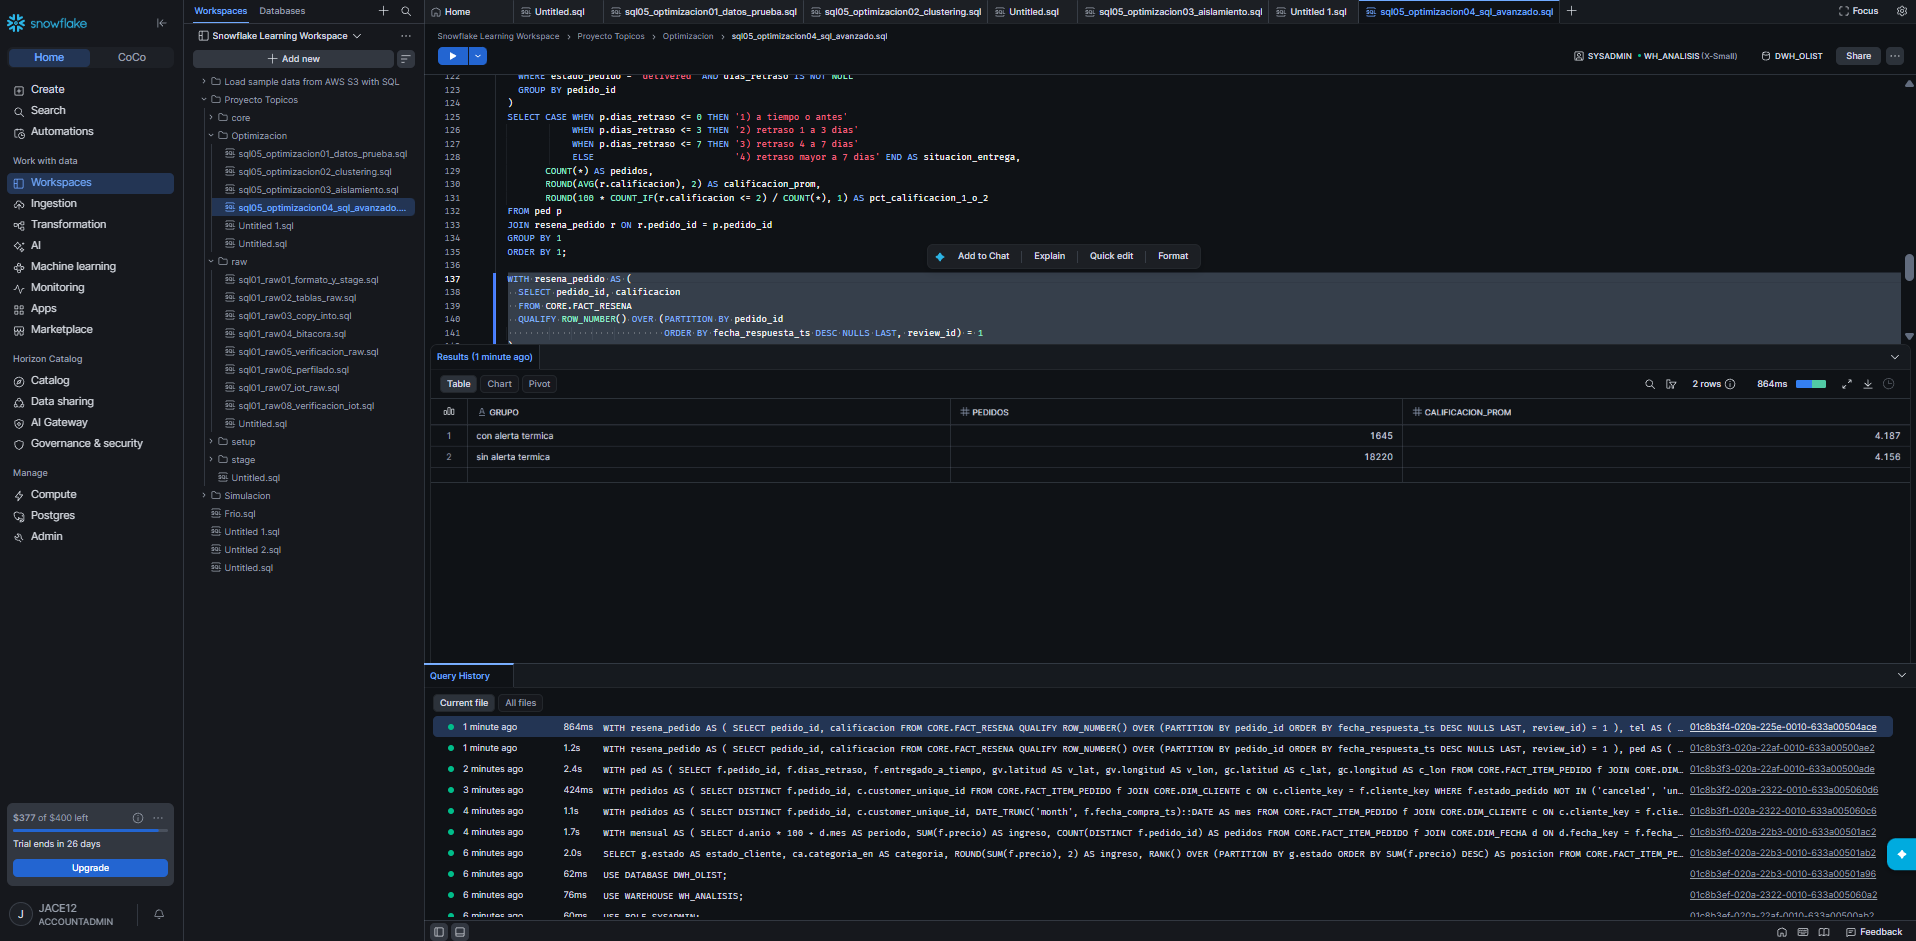 snowflake
Home
CoCo
Create
Search
Automations
Work with data
Workspaces
Ingestion
Transformation
AI
Machine learning
Monitoring
Apps
Marketplace
Horizon Catalog
Catalog
Data sharing
AI Gateway
Governance & security
Manage
Compute
Postgres
Admin
$377 of $400 left
Trial ends in 26 days
Upgrade
J
JACE12
ACCOUNTADMIN
Workspaces
Databases
Snowflake Learning Workspace
Add new
Load sample data from AWS S3 with SQL
Proyecto Topicos
core
Optimizacion
sql05_optimizacion01_datos_prueba.sql
sql05_optimizacion02_clustering.sql
sql05_optimizacion03_aislamiento.sql
sql05_optimizacion04_sql_avanzado....
Untitled 1.sql
Untitled.sql
raw
sql01_raw01_formato_y_stage.sql
sql01_raw02_tablas_raw.sql
sql01_raw03_copy_into.sql
sql01_raw04_bitacora.sql
sql01_raw05_verificacion_raw.sql
sql01_raw06_perfilado.sql
sql01_raw07_iot_raw.sql
sql01_raw08_verificacion_iot.sql
Untitled.sql
setup
stage
Untitled.sql
Simulacion
Frio.sql
Untitled 1.sql
Untitled 2.sql
Untitled.sql
Home
Untitled.sql
sql05_optimizacion01_datos_prueba.sql
sql05_optimizacion02_clustering.sql
Untitled.sql
sql05_optimizacion03_aislamiento.sql
Untitled 1.sql
sql05_optimizacion04_sql_avanzado.sql
Focus
Snowflake Learning Workspace > Proyecto Topicos > Optimizacion > sql05_optimizacion04_sql_avanzado.sql
SYSADMIN • WH_ANALISIS (X-Small)
DWH_OLIST
Share
122 WHERE estado_pedido = 'delivered' AND dias_retraso IS NOT NULL
123 GROUP BY pedido_id
124 )
125 SELECT CASE WHEN p.dias_retraso <= 0 THEN '1) a tiempo o antes'
126 WHEN p.dias_retraso <= 3 THEN '2) retraso 1 a 3 dias'
127 WHEN p.dias_retraso <= 7 THEN '3) retraso 4 a 7 dias'
128 ELSE '4) retraso mayor a 7 dias' END AS situacion_entrega,
129 COUNT(*) AS pedidos,
130 ROUND(AVG(r.calificacion), 2) AS calificacion_prom,
131 ROUND(100 * COUNT_IF(r.calificacion <= 2) / COUNT(*), 1) AS pct_calificacion_1_o_2
132 FROM ped p
133 JOIN resena_pedido r ON r.pedido_id = p.pedido_id
134 GROUP BY 1
135 ORDER BY 1;
136
Add to Chat
Explain
Quick edit
Format
137 WITH resena_pedido AS (
138 SELECT pedido_id, calificacion
139 FROM CORE.FACT_RESENA
140 QUALIFY ROW_NUMBER() OVER (PARTITION BY pedido_id
141 ORDER BY fecha_respuesta_ts DESC NULLS LAST, review_id) = 1
Results (1 minute ago)
Table
Chart
Pivot
2 rows
864ms
GRUPO
PEDIDOS
CALIFICACION_PROM
1 con alerta termica 1645 4.187
2 sin alerta termica 18220 4.156
Query History
Current file
All files
1 minute ago 864ms WITH resena_pedido AS ( SELECT pedido_id, calificacion FROM CORE.FACT_RESENA QUALIFY ROW_NUMBER() OVER (PARTITION BY pedido_id ORDER BY fecha_respuesta_ts DESC NULLS LAST, review_id) = 1 ), tel AS ( … 01c8b3f4-020a-225e-0010-633a00504ace
1 minute ago 1.2s WITH resena_pedido AS ( SELECT pedido_id, calificacion FROM CORE.FACT_RESENA QUALIFY ROW_NUMBER() OVER (PARTITION BY pedido_id ORDER BY fecha_respuesta_ts DESC NULLS LAST, review_id) = 1 ), ped AS ( … 01c8b3f3-020a-22af-0010-633a00500ae2
2 minutes ago 2.4s WITH ped AS ( SELECT f.pedido_id, f.dias_retraso, f.entregado_a_tiempo, gv.latitud AS v_lat, gv.longitud AS v_lon, gc.latitud AS c_lat, gc.longitud AS c_lon FROM CORE.FACT_ITEM_PEDIDO f JOIN CORE.DIM… 01c8b3f3-020a-22af-0010-633a00500ade
3 minutes ago 424ms WITH pedidos AS ( SELECT DISTINCT f.pedido_id, c.customer_unique_id FROM CORE.FACT_ITEM_PEDIDO f JOIN CORE.DIM_CLIENTE c ON c.cliente_key = f.cliente_key WHERE f.estado_pedido NOT IN ('canceled', 'un… 01c8b3f2-020a-2322-0010-633a005060d6
4 minutes ago 1.1s WITH pedidos AS ( SELECT DISTINCT f.pedido_id, c.customer_unique_id, DATE_TRUNC('month', f.fecha_compra_ts)::DATE AS mes FROM CORE.FACT_ITEM_PEDIDO f JOIN CORE.DIM_CLIENTE c ON c.cliente_key = f.clie… 01c8b3f1-020a-2322-0010-633a005060c6
4 minutes ago 1.7s WITH mensual AS ( SELECT d.anio * 100 + d.mes AS periodo, SUM(f.precio) AS ingreso, COUNT(DISTINCT f.pedido_id) AS pedidos FROM CORE.FACT_ITEM_PEDIDO f JOIN CORE.DIM_FECHA d ON d.fecha_key = f.fecha_… 01c8b3f0-020a-22b3-0010-633a00501ac2
6 minutes ago 2.0s SELECT g.estado AS estado_cliente, ca.categoria_en AS categoria, ROUND(SUM(f.precio), 2) AS ingreso, RANK() OVER (PARTITION BY g.estado ORDER BY SUM(f.precio) DESC) AS posicion FROM CORE.FACT_ITEM_PE… 01c8b3ef-020a-22b3-0010-633a00501ab2
6 minutes ago 62ms USE DATABASE DWH_OLIST; 01c8b3ef-020a-22b3-0010-633a00501a96
6 minutes ago 76ms USE WAREHOUSE WH_ANALISIS; 01c8b3ef-020a-2322-0010-633a005060a2
6 minutes ago 60ms USE ROLE SYSADMIN; 01c8b3ef-020a-22af-0010-633a00500ab2
Feedback